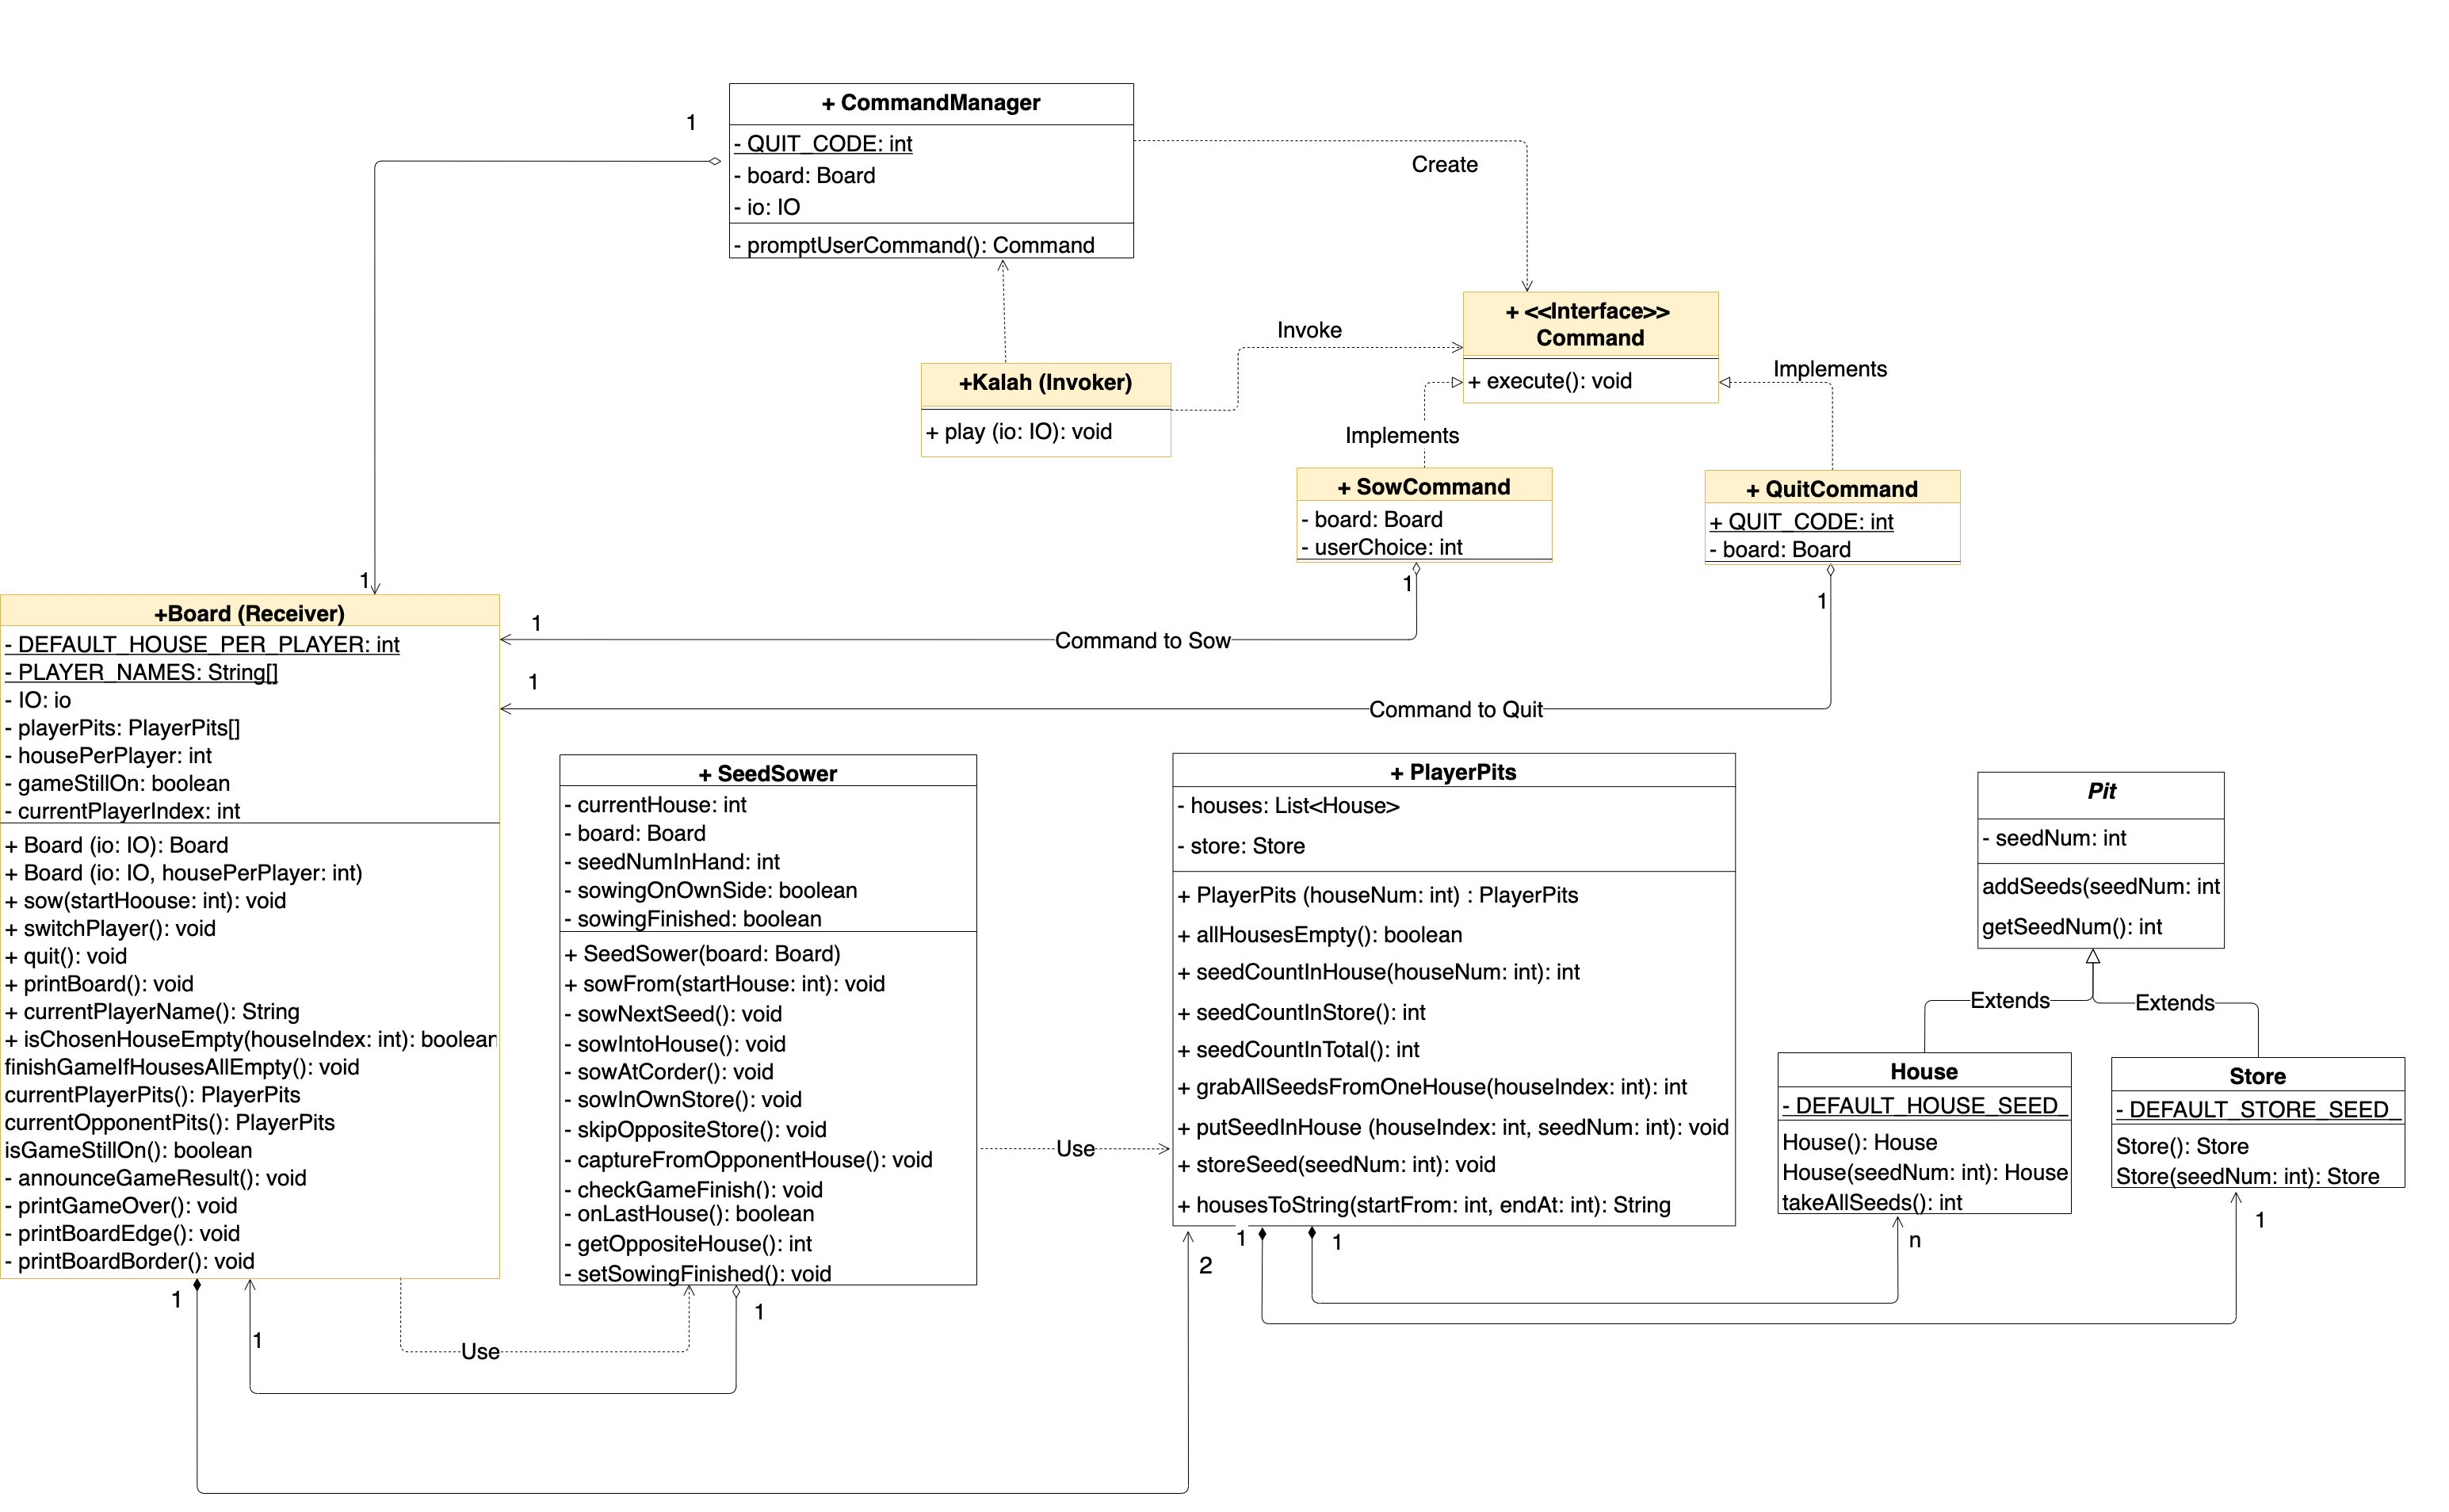 + CommandManager
- QUIT_CODE: int
- board: Board
- io: IO
- promptUserCommand(): Command
1
Create
+ <<Interface>>
Command
+ execute(): void
Invoke
+Kalah (Invoker)
+ play (io: IO): void
Implements
Implements
+ SowCommand
- board: Board
- userChoice: int
1
+ QuitCommand
+ QUIT_CODE: int
- board: Board
1
1
1
Command to Sow
1
Command to Quit
+Board (Receiver)
- DEFAULT_HOUSE_PER_PLAYER: int
- PLAYER_NAMES: String[]
- IO: io
- playerPits: PlayerPits[]
- housePerPlayer: int
- gameStillOn: boolean
- currentPlayerIndex: int
+ Board (io: IO): Board
+ Board (io: IO, housePerPlayer: int)
+ sow(startHoouse: int): void
+ switchPlayer(): void
+ quit(): void
+ printBoard(): void
+ currentPlayerName(): String
+ isChosenHouseEmpty(houseIndex: int): boolean
finishGameIfHousesAllEmpty(): void
currentPlayerPits(): PlayerPits
currentOpponentPits(): PlayerPits
isGameStillOn(): boolean
- announceGameResult(): void
- printGameOver(): void
- printBoardEdge(): void
- printBoardBorder(): void
1
1
Use
+ SeedSower
- currentHouse: int
- board: Board
- seedNumInHand: int
- sowingOnOwnSide: boolean
- sowingFinished: boolean
+ SeedSower(board: Board)
+ sowFrom(startHouse: int): void
- sowNextSeed(): void
- sowIntoHouse(): void
- sowAtCorder(): void
- sowInOwnStore(): void
- skipOppositeStore(): void
- captureFromOpponentHouse(): void
- checkGameFinish(): void
- onLastHouse(): boolean
- getOppositeHouse(): int
- setSowingFinished(): void
1
Use
+ PlayerPits
- houses: List<House>
- store: Store
+ PlayerPits (houseNum: int) : PlayerPits
+ allHousesEmpty(): boolean
+ seedCountInHouse(houseNum: int): int
+ seedCountInStore(): int
+ seedCountInTotal(): int
+ grabAllSeedsFromOneHouse(houseIndex: int): int
+ putSeedInHouse (houseIndex: int, seedNum: int): void
+ storeSeed(seedNum: int): void
+ housesToString(startFrom: int, endAt: int): String
2
1
1
Pit
- seedNum: int
addSeeds(seedNum: int
getSeedNum(): int
Extends
Extends
House
- DEFAULT_HOUSE_SEED_
House(): House
House(seedNum: int): House
takeAllSeeds(): int
n
Store
- DEFAULT_STORE_SEED_
Store(): Store
Store(seedNum: int): Store
1